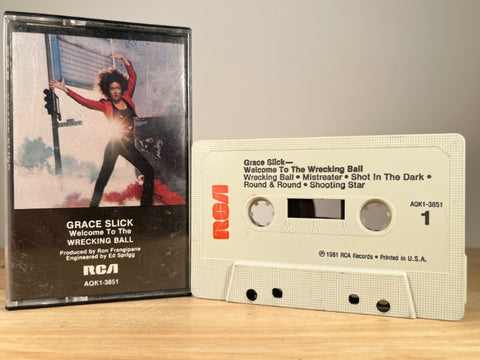 GRACE SLICK
Welcome To The
WRECKING BALL
Produced by Ron Frangipane
Engineered by Ed Sprigg
RCA
AQK1-3851
Grace Slick—
Welcome To The Wrecking Ball
Wrecking Ball • Mistreater • Shot In The Dark •
Round & Round • Shooting Star
RCA
AQK1-3851
1
℗1981 RCA Records • Printed in U.S.A.